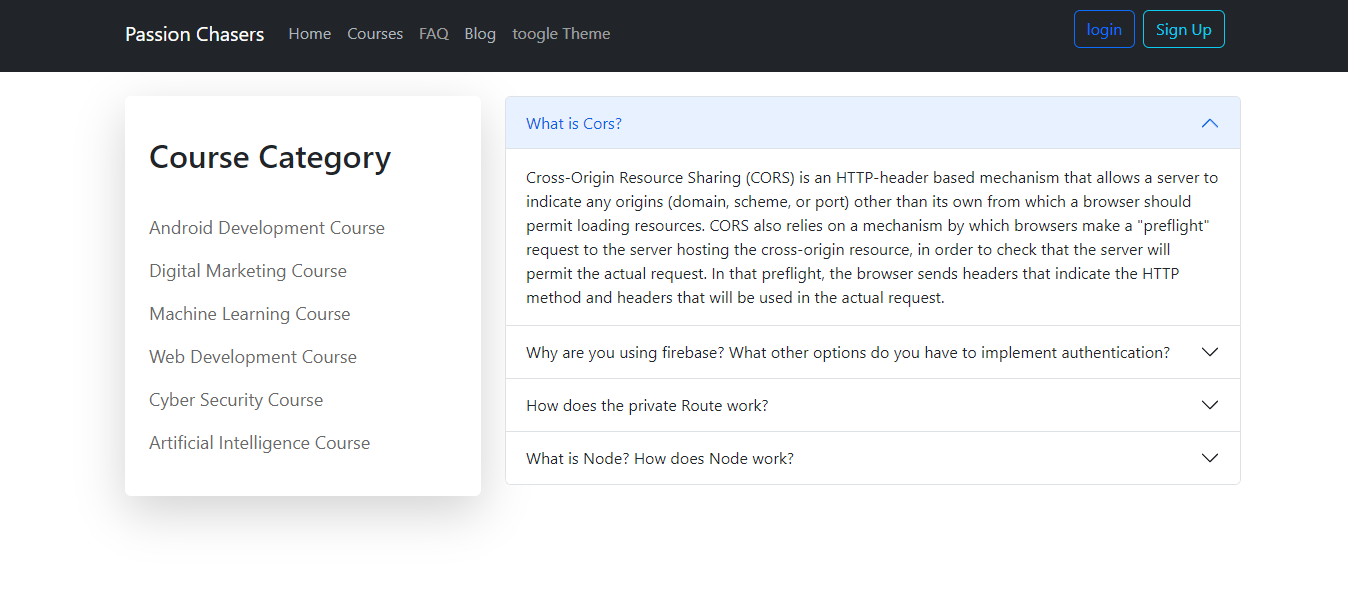 Passion Chasers Home Courses FAQ Blog toogle Theme login Sign Up
Course Category
Android Development Course
Digital Marketing Course
Machine Learning Course
Web Development Course
Cyber Security Course
Artificial Intelligence Course
What is Cors?
Cross-Origin Resource Sharing (CORS) is an HTTP-header based mechanism that allows a server to
indicate any origins (domain, scheme, or port) other than its own from which a browser should
permit loading resources. CORS also relies on a mechanism by which browsers make a "preflight"
request to the server hosting the cross-origin resource, in order to check that the server will
permit the actual request. In that preflight, the browser sends headers that indicate the HTTP
method and headers that will be used in the actual request.
Why are you using firebase? What other options do you have to implement authentication?
How does the private Route work?
What is Node? How does Node work?